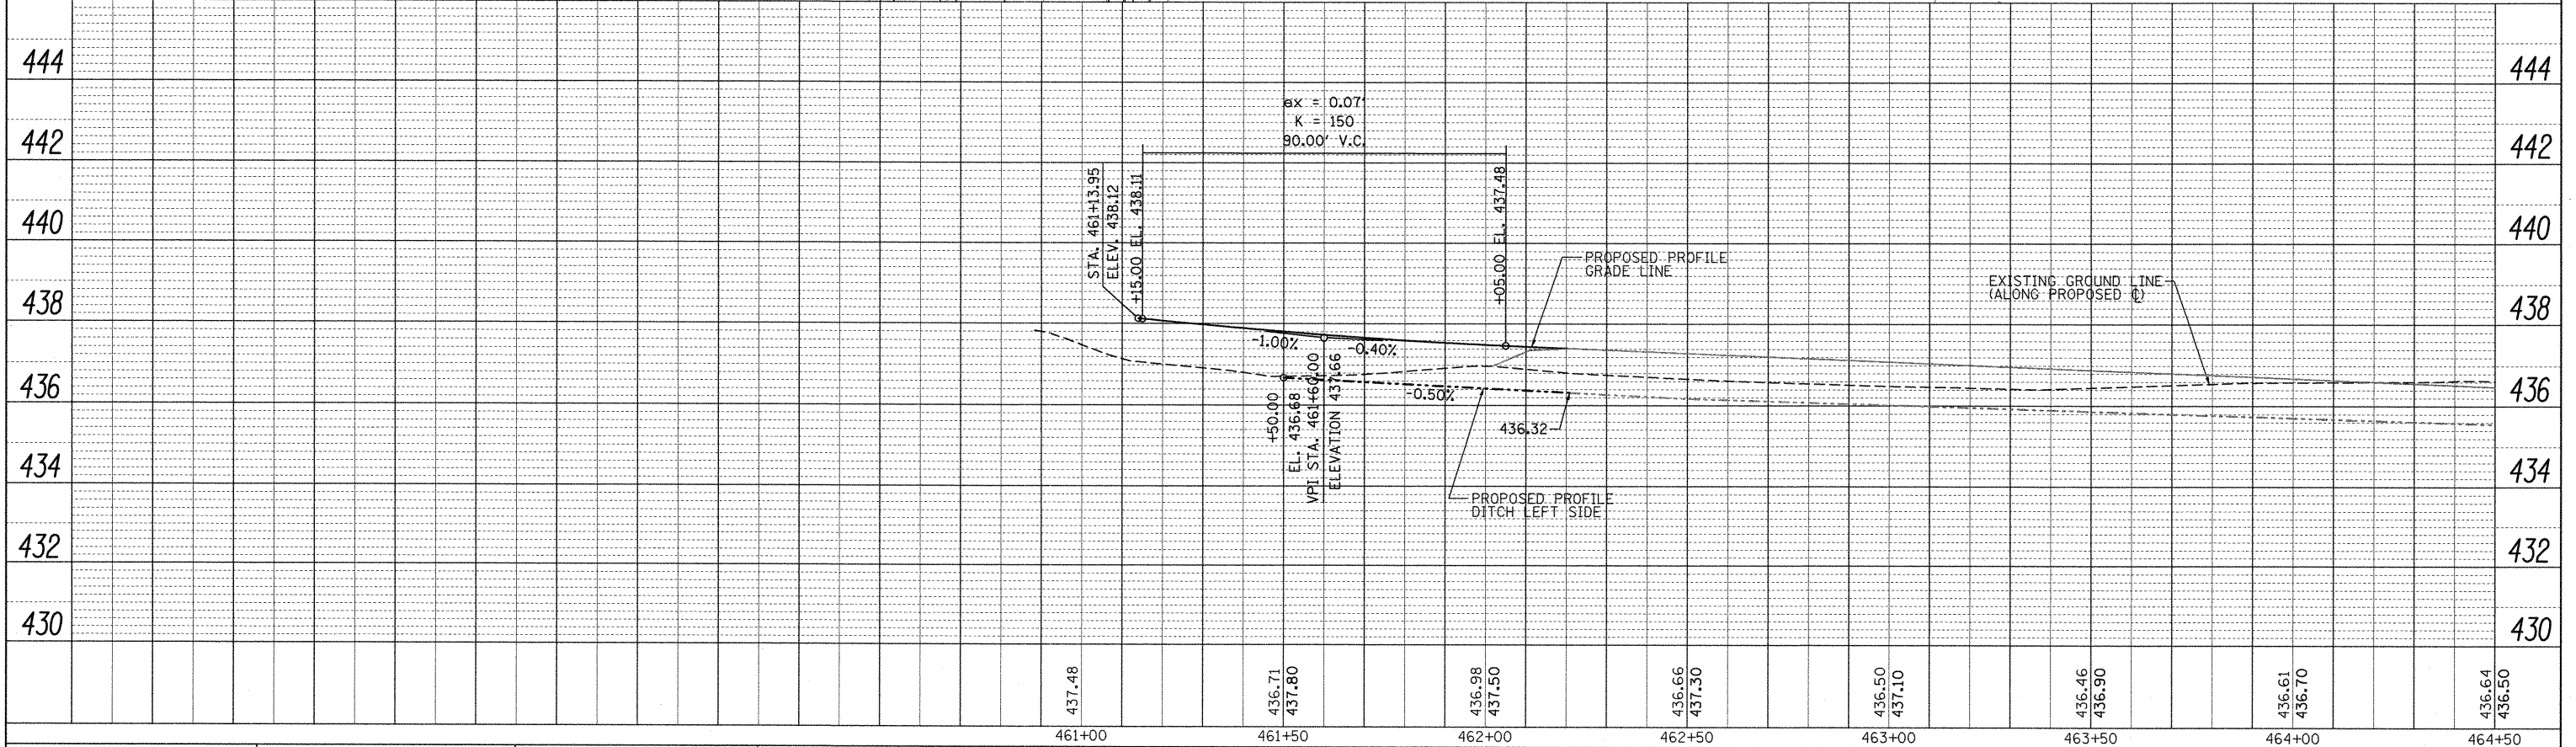 444
444
ex = 0.07'
K = 150
90.00' V.C.
442
442
STA. 461+13.95
ELEV. 438.12
+15.00 EL. 438.11
+05.00 EL. 437.48
440
440
PROPOSED PROFILE
GRADE LINE
EXISTING GROUND LINE
(ALONG PROPOSED ℄)
438
438
-1.00%
-0.40%
436
436
-0.50%
+50.00
EL. 436.68
VPI STA. 461+60.00
ELEVATION 437.66
436.32
434
434
PROPOSED PROFILE
DITCH LEFT SIDE
432
432
430
430
437.48
436.71
437.80
436.98
437.50
436.66
437.30
436.50
437.10
436.46
436.90
436.61
436.70
436.64
436.50
461+00
461+50
462+00
462+50
463+00
463+50
464+00
464+50